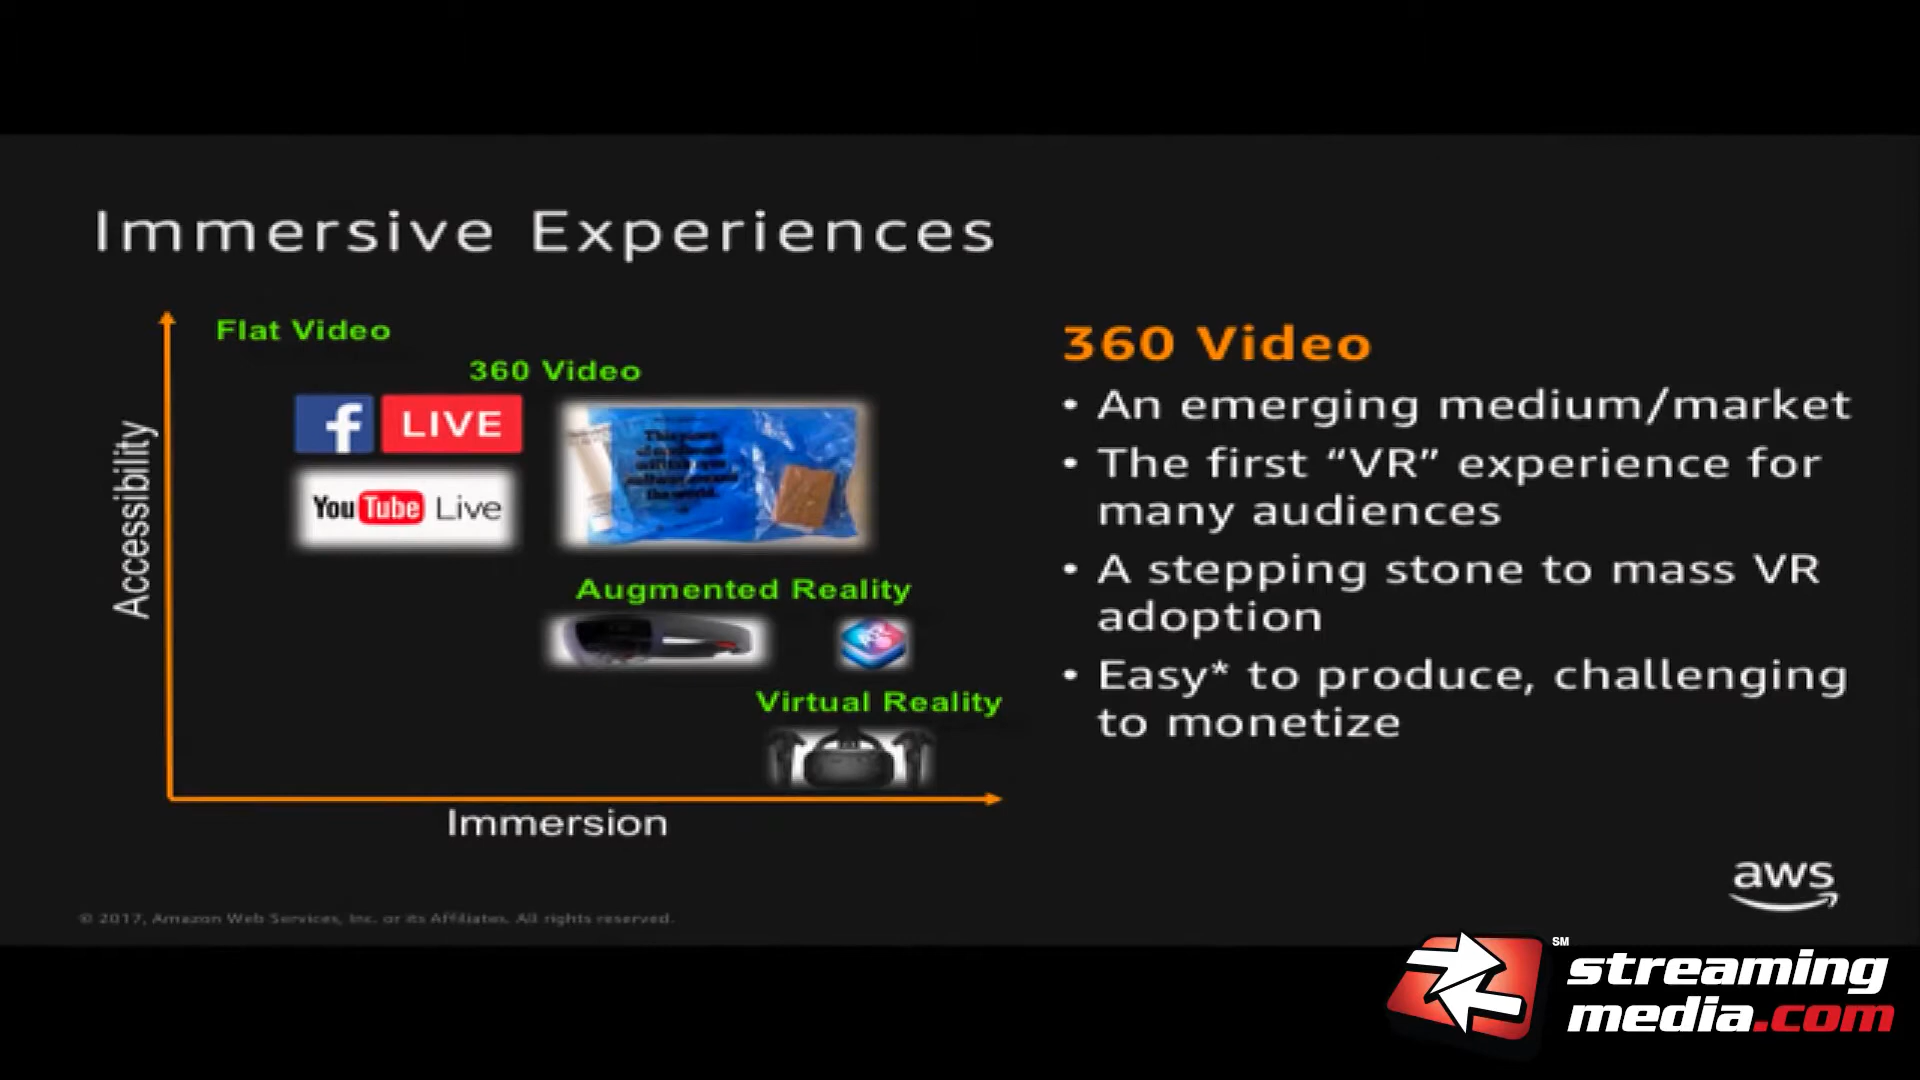 Immersive Experiences
Flat Video
360 Video
f LIVE
YouTube Live
Augmented Reality
Virtual Reality
Accessibility
Immersion
360 Video
• An emerging medium/market
• The first “VR” experience for
many audiences
• A stepping stone to mass VR
adoption
• Easy* to produce, challenging
to monetize
aws
© 2017, Amazon Web Services, Inc. or its Affiliates. All rights reserved.
SM
streaming
media.com